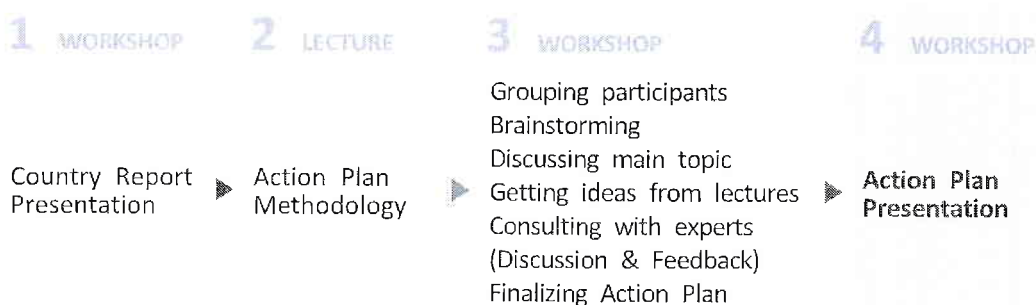 1 WORKSHOP
2 LECTURE
3 WORKSHOP
4 WORKSHOP
Country Report
Presentation
Action Plan
Methodology
Grouping participants
Brainstorming
Discussing main topic
Getting ideas from lectures
Consulting with experts
(Discussion & Feedback)
Finalizing Action Plan
Action Plan
Presentation